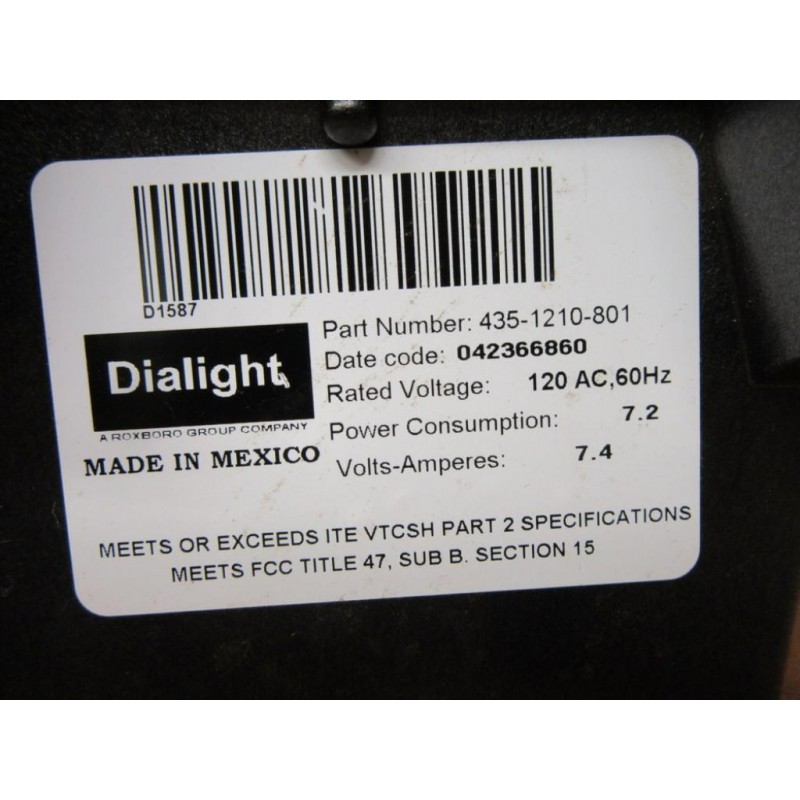 D1587
Dialight
A ROXBORO GROUP COMPANY
MADE IN MEXICO
Part Number: 435-1210-801
Date code: 042366860
Rated Voltage: 120 AC,60Hz
Power Consumption: 7.2
Volts-Amperes: 7.4
MEETS OR EXCEEDS ITE VTCSH PART 2 SPECIFICATIONS
MEETS FCC TITLE 47, SUB B. SECTION 15